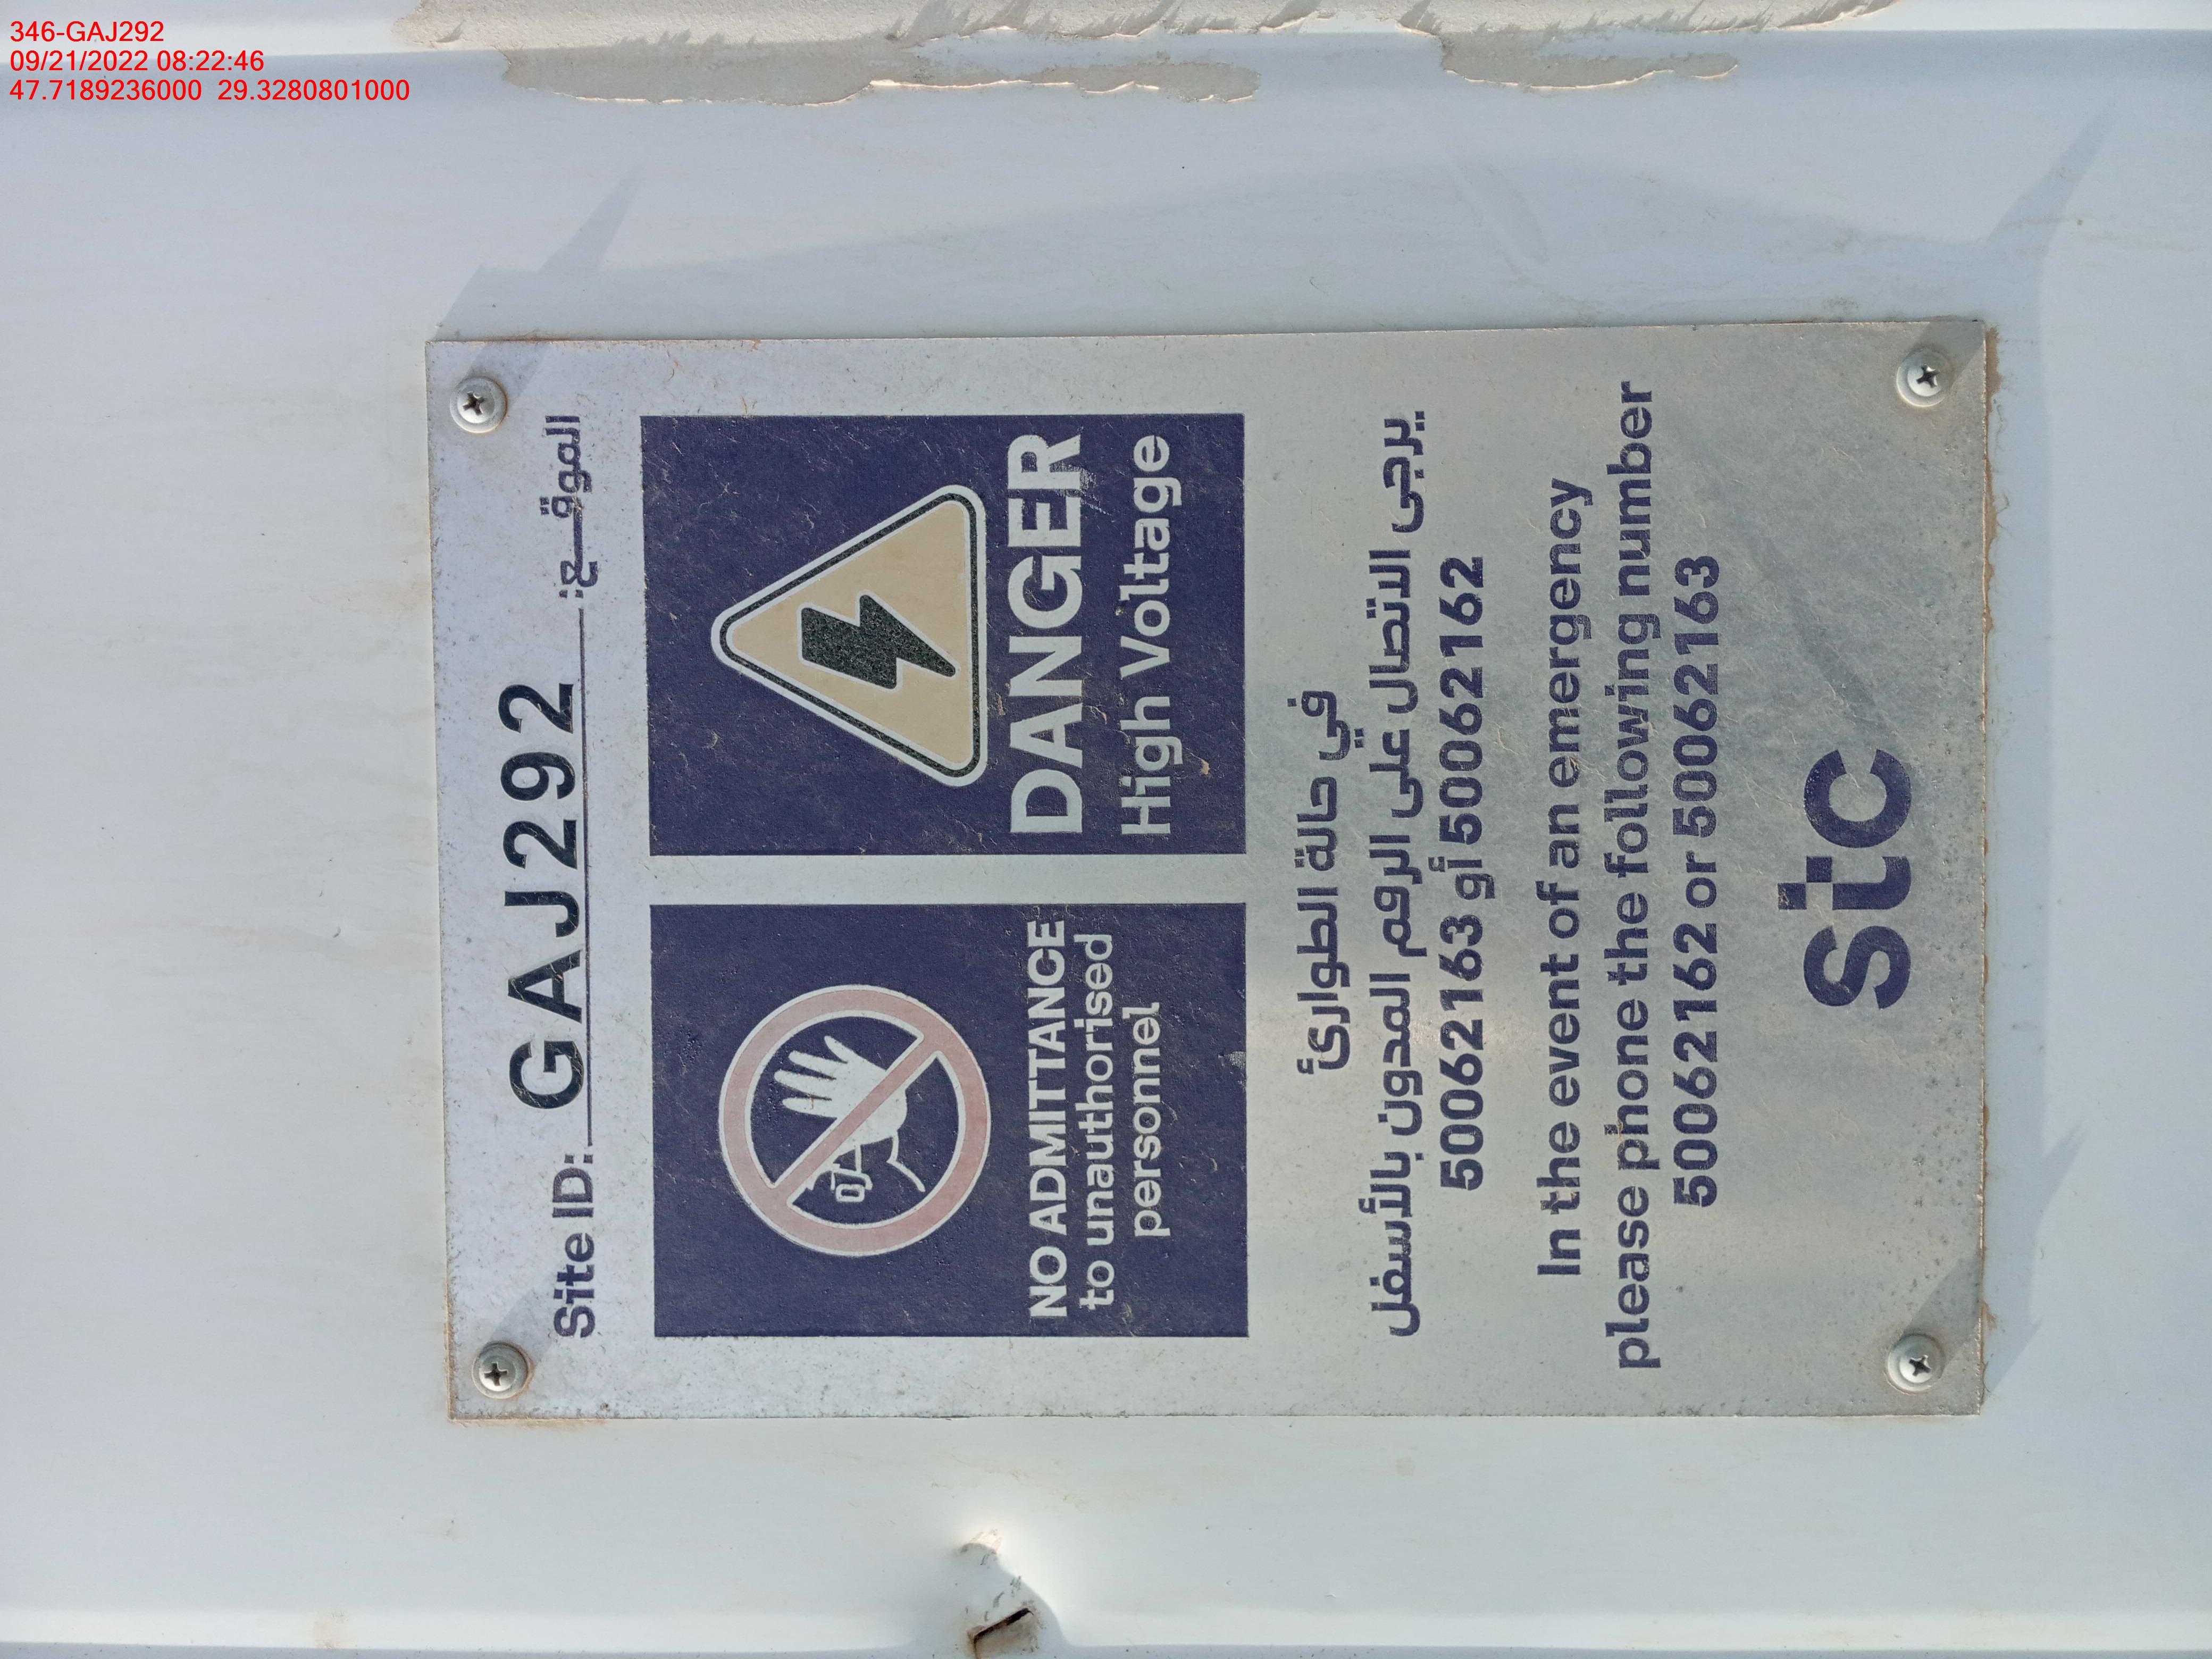 346-GAJ292
09/21/2022 08:22:46
47.7189236000 29.3280801000
Site ID: GAJ292 الموقـــع:
NO ADMITTANCE
to unauthorised
personnel
DANGER
High Voltage
في حالة الطوارئ
يرجى الاتصال على الرقم المدون بالأسفل
50062163 أو 50062162
In the event of an emergency
please phone the following number
50062162 or 50062163
stc